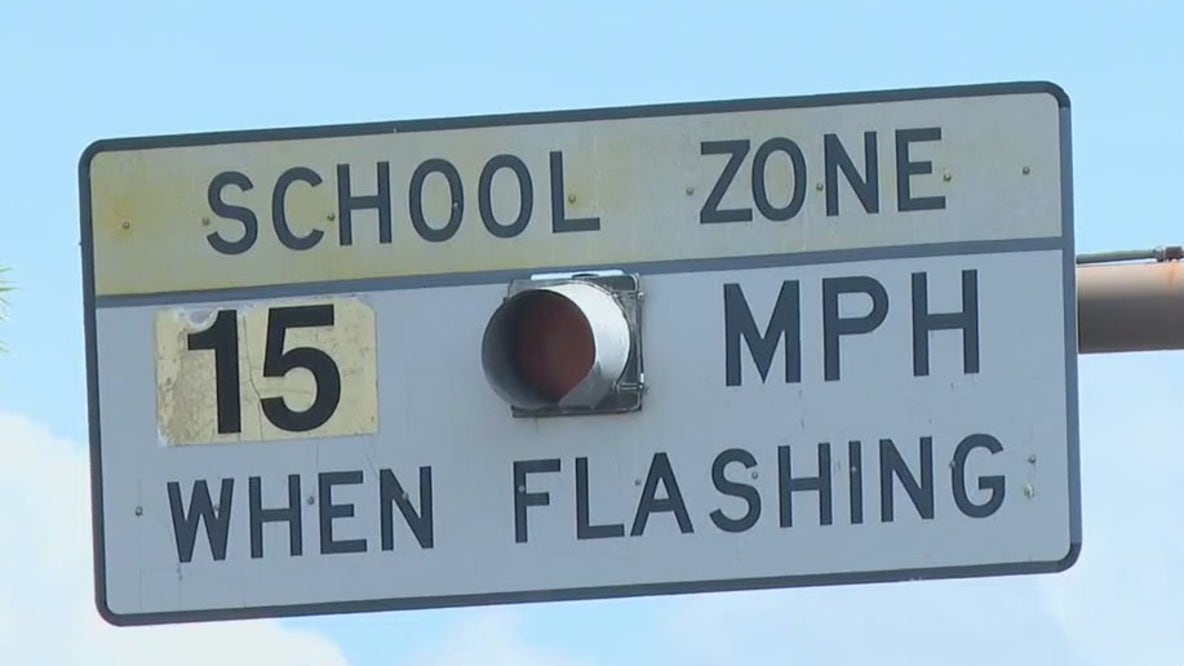 SCHOOL ZONE
15 MPH
WHEN FLASHING